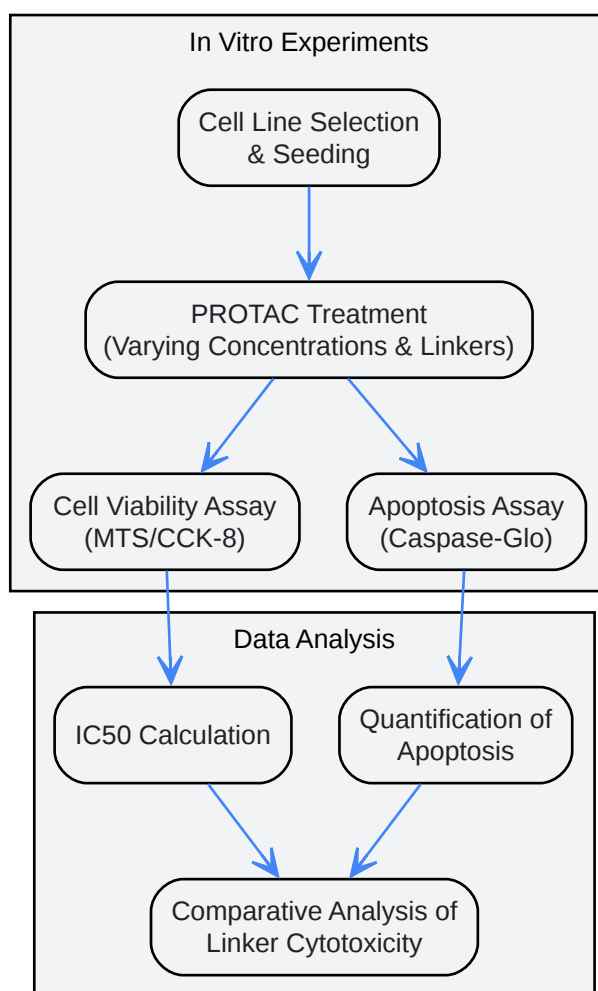 In Vitro Experiments
Cell Line Selection
& Seeding
PROTAC Treatment
(Varying Concentrations & Linkers)
Cell Viability Assay
(MTS/CCK-8)
Apoptosis Assay
(Caspase-Glo)
Data Analysis
IC50 Calculation
Quantification of
Apoptosis
Comparative Analysis of
Linker Cytotoxicity